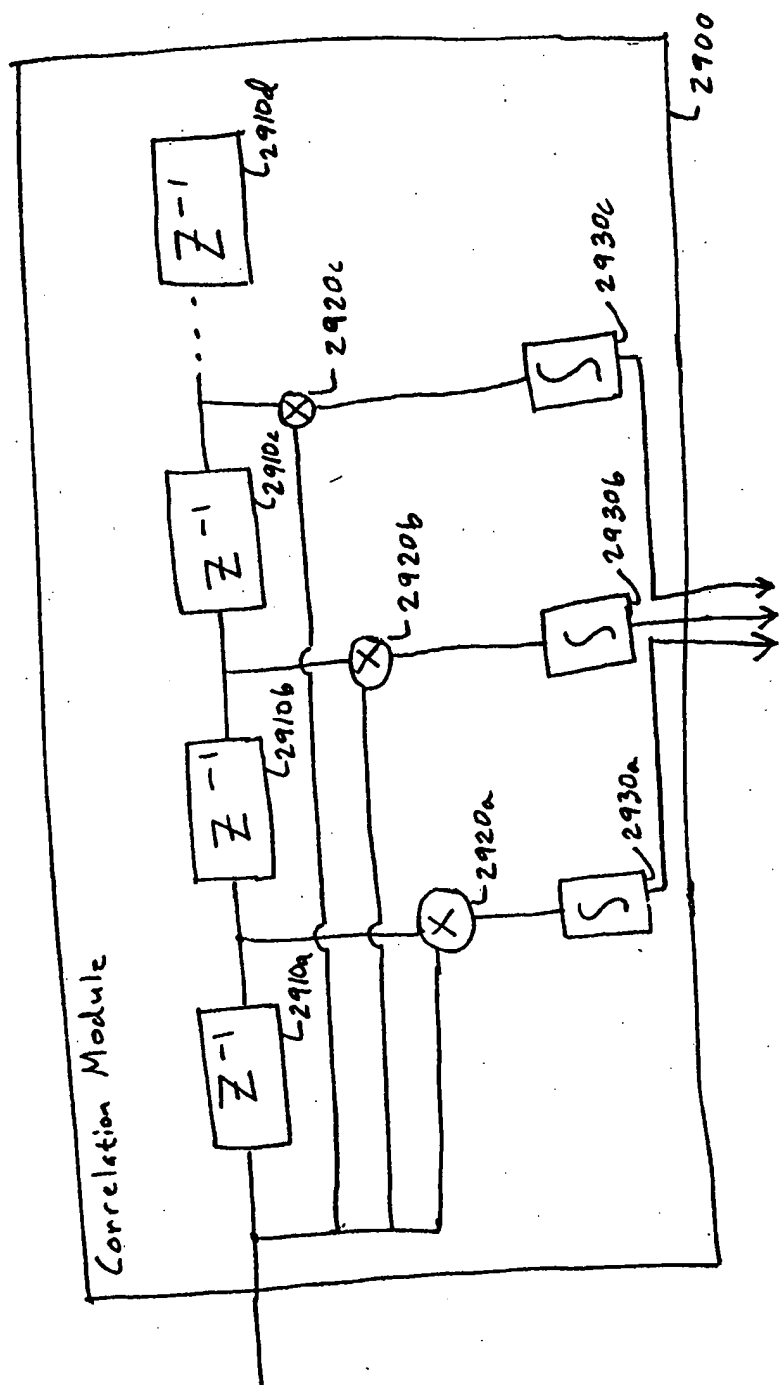 Correlation Module
Z⁻¹
2910a
Z⁻¹
2910b
Z⁻¹
2910c
...
Z⁻¹
2910d
X
2920a
X
2920b
X
2920c
∫
2930a
∫
2930b
∫
2930c
2900